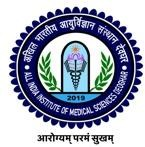 अखिल भारतीय आयुर्विज्ञान संस्थान देवघर
ALL INDIA INSTITUTE OF MEDICAL SCIENCES DEOGHAR
2019
आरोग्यम् परमं सुखम्